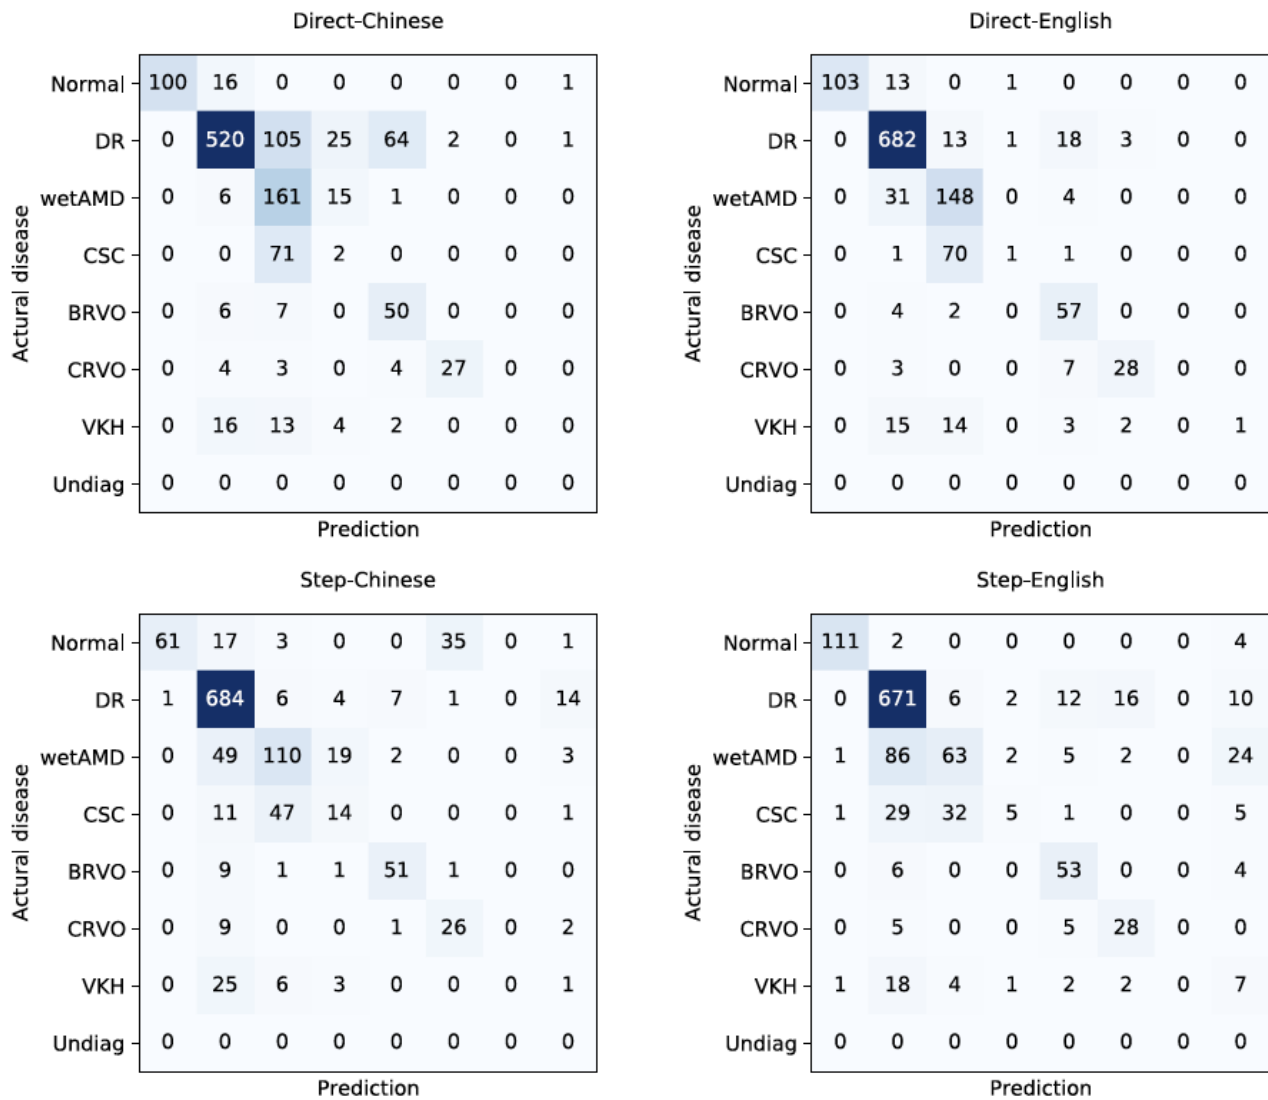 Direct-Chinese
Normal 100 16 0 0 0 0 0 1
DR 0 520 105 25 64 2 0 1
wetAMD 0 6 161 15 1 0 0 0
CSC 0 0 71 2 0 0 0 0
BRVO 0 6 7 0 50 0 0 0
CRVO 0 4 3 0 4 27 0 0
VKH 0 16 13 4 2 0 0 0
Undiag 0 0 0 0 0 0 0 0
Actural disease
Prediction
Direct-English
Normal 103 13 0 1 0 0 0 0
DR 0 682 13 1 18 3 0 0
wetAMD 0 31 148 0 4 0 0 0
CSC 0 1 70 1 1 0 0 0
BRVO 0 4 2 0 57 0 0 0
CRVO 0 3 0 0 7 28 0 0
VKH 0 15 14 0 3 2 0 1
Undiag 0 0 0 0 0 0 0 0
Actural disease
Prediction
Step-Chinese
Normal 61 17 3 0 0 35 0 1
DR 1 684 6 4 7 1 0 14
wetAMD 0 49 110 19 2 0 0 3
CSC 0 11 47 14 0 0 0 1
BRVO 0 9 1 1 51 1 0 0
CRVO 0 9 0 0 1 26 0 2
VKH 0 25 6 3 0 0 0 1
Undiag 0 0 0 0 0 0 0 0
Actural disease
Prediction
Step-English
Normal 111 2 0 0 0 0 0 4
DR 0 671 6 2 12 16 0 10
wetAMD 1 86 63 2 5 2 0 24
CSC 1 29 32 5 1 0 0 5
BRVO 0 6 0 0 53 0 0 4
CRVO 0 5 0 0 5 28 0 0
VKH 1 18 4 1 2 2 0 7
Undiag 0 0 0 0 0 0 0 0
Actural disease
Prediction